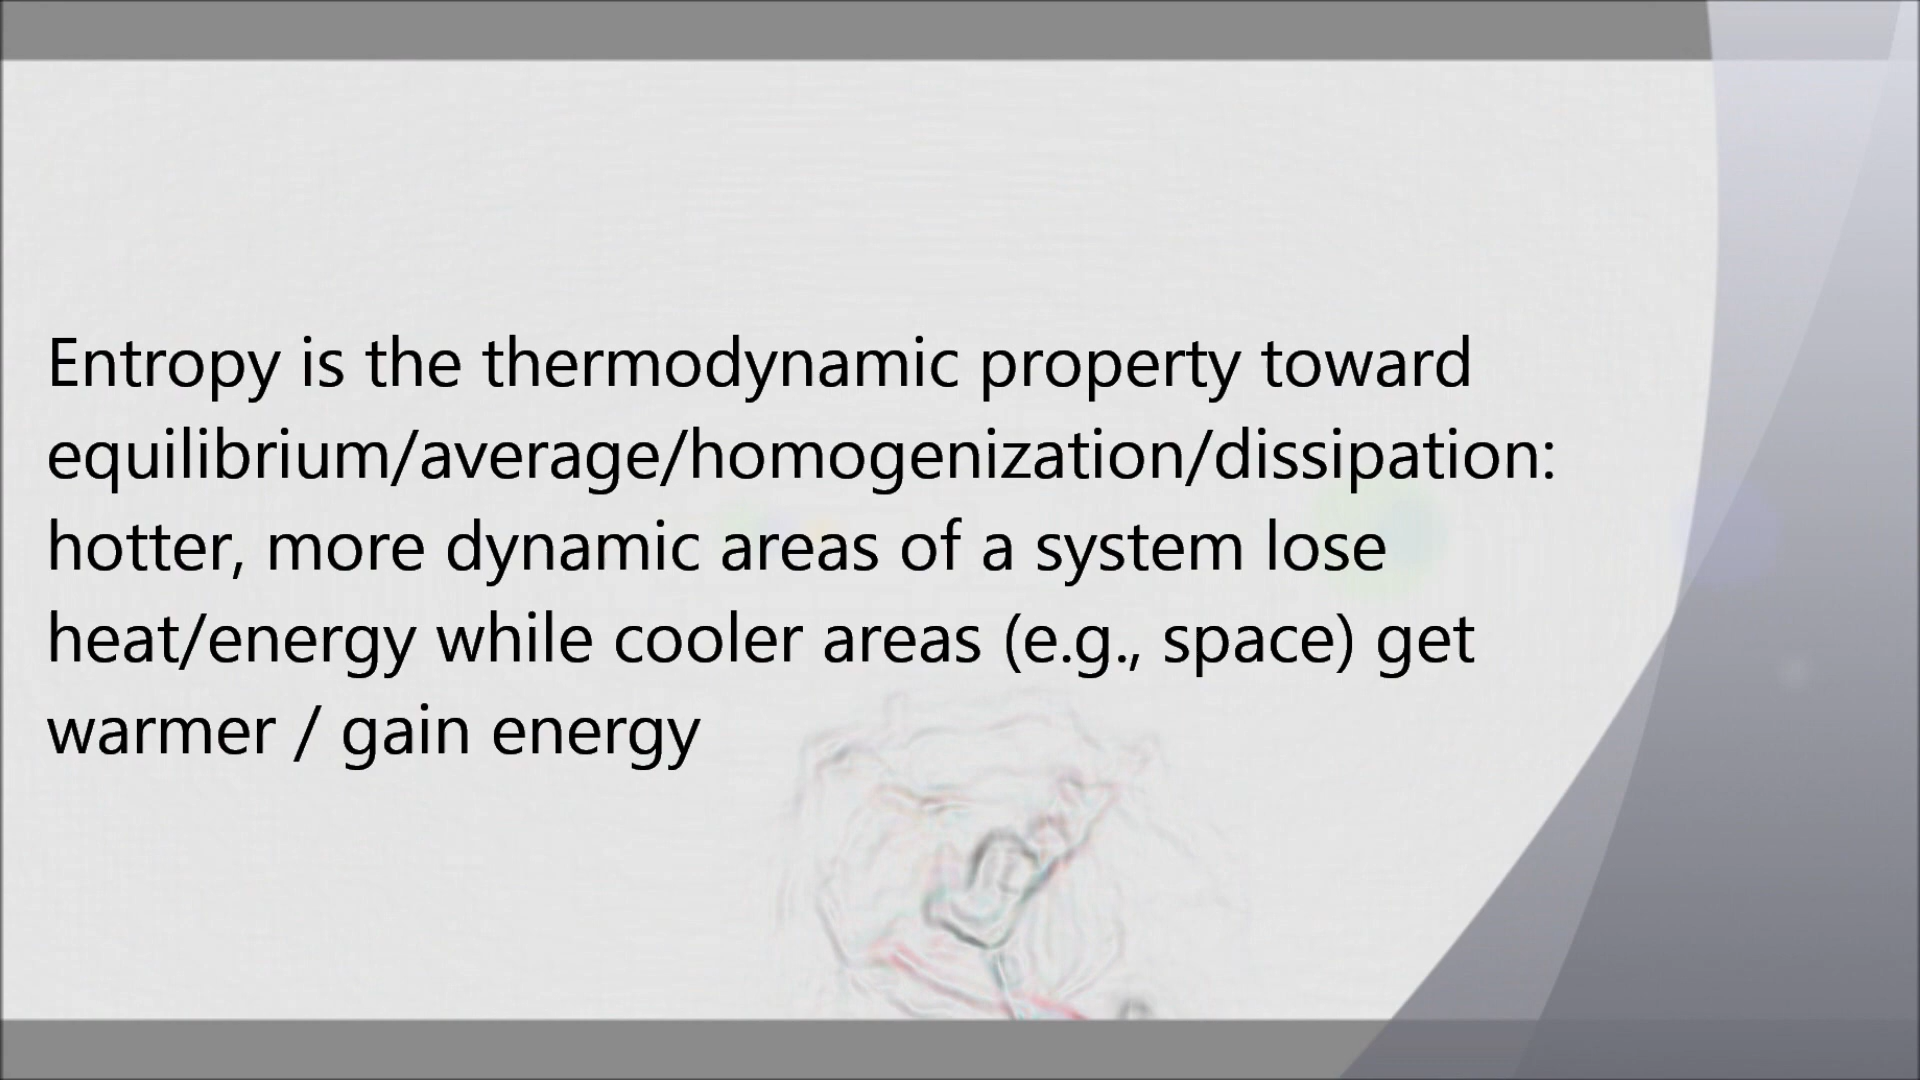 Entropy is the thermodynamic property toward
equilibrium/average/homogenization/dissipation:
hotter, more dynamic areas of a system lose
heat/energy while cooler areas (e.g., space) get
warmer / gain energy